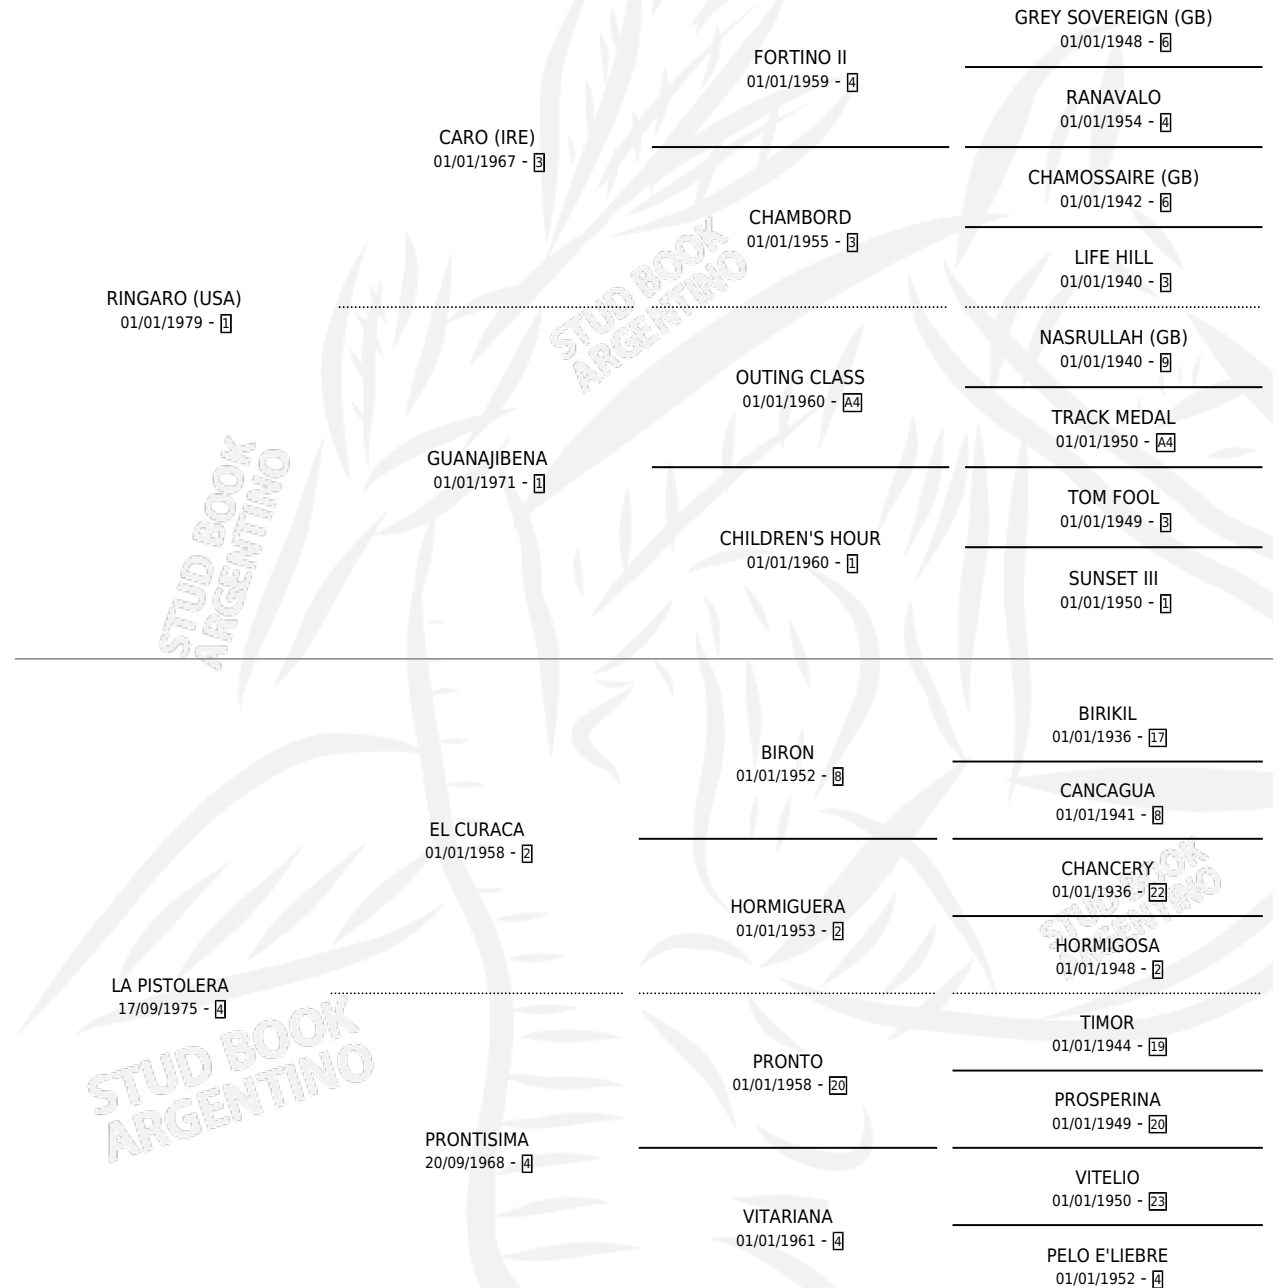 GREY SOVEREIGN (GB)
01/01/1948 - 6
FORTINO II
01/01/1959 - 4
RANAVALO
01/01/1954 - 4
CARO (IRE)
01/01/1967 - 3
CHAMOSSAIRE (GB)
01/01/1942 - 6
CHAMBORD
01/01/1955 - 3
LIFE HILL
01/01/1940 - 3
RINGARO (USA)
01/01/1979 - 1
STUD BOOK
ARGENTINO
NASRULLAH (GB)
01/01/1940 - 9
OUTING CLASS
01/01/1960 - A4
TRACK MEDAL
01/01/1950 - A4
GUANAJIBENA
01/01/1971 - 1
TOM FOOL
01/01/1949 - 3
CHILDREN'S HOUR
01/01/1960 - 1
SUNSET III
01/01/1950 - 1
STUD BOOK
ARGENTINO
BIRIKIL
01/01/1936 - 17
BIRON
01/01/1952 - 8
CANCAGUA
01/01/1941 - 8
EL CURACA
01/01/1958 - 2
CHANCERY
01/01/1936 - 22
HORMIGUERA
01/01/1953 - 2
HORMIGOSA
01/01/1948 - 2
STUD BOOK
ARGENTINO
LA PISTOLERA
17/09/1975 - 4
STUD BOOK
ARGENTINO
TIMOR
01/01/1944 - 19
PRONTO
01/01/1958 - 20
PROSPERINA
01/01/1949 - 20
PRONTISIMA
20/09/1968 - 4
VITELIO
01/01/1950 - 23
VITARIANA
01/01/1961 - 4
PELO E'LIEBRE
01/01/1952 - 4